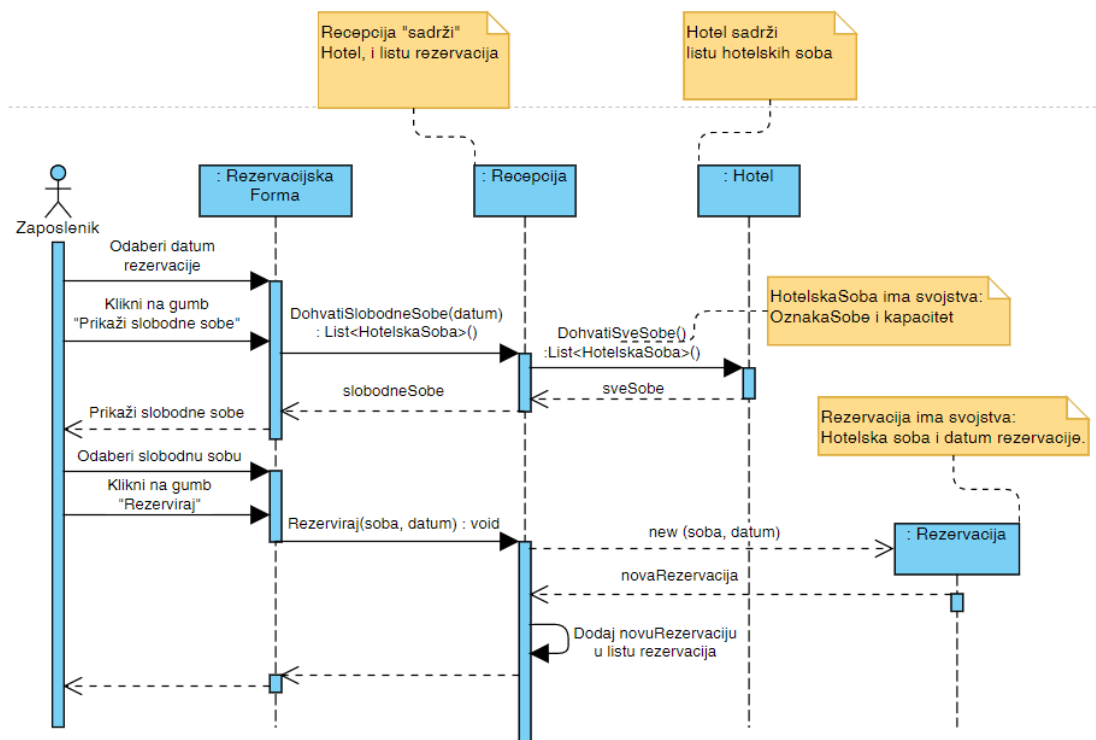 Recepcija "sadrži"
Hotel, i listu rezervacija
Hotel sadrži
listu hotelskih soba
: Rezervacijska
Forma
: Recepcija
: Hotel
Zaposlenik
Odaberi datum
rezervacije
Klikni na gumb
"Prikaži slobodne sobe"
DohvatiSlobodneSobe(datum)
: List<HotelskaSoba>()
DohvatiSveSobe()
:List<HotelskaSoba>()
HotelskaSoba ima svojstva:
OznakaSobe i kapacitet
slobodneSobe
sveSobe
Prikaži slobodne sobe
Rezervacija ima svojstva:
Hotelska soba i datum rezervacije.
Odaberi slobodnu sobu
Klikni na gumb
"Rezerviraj"
Rezerviraj(soba, datum) : void
new (soba, datum)
: Rezervacija
novaRezervacija
Dodaj novuRezervaciju
u listu rezervacija